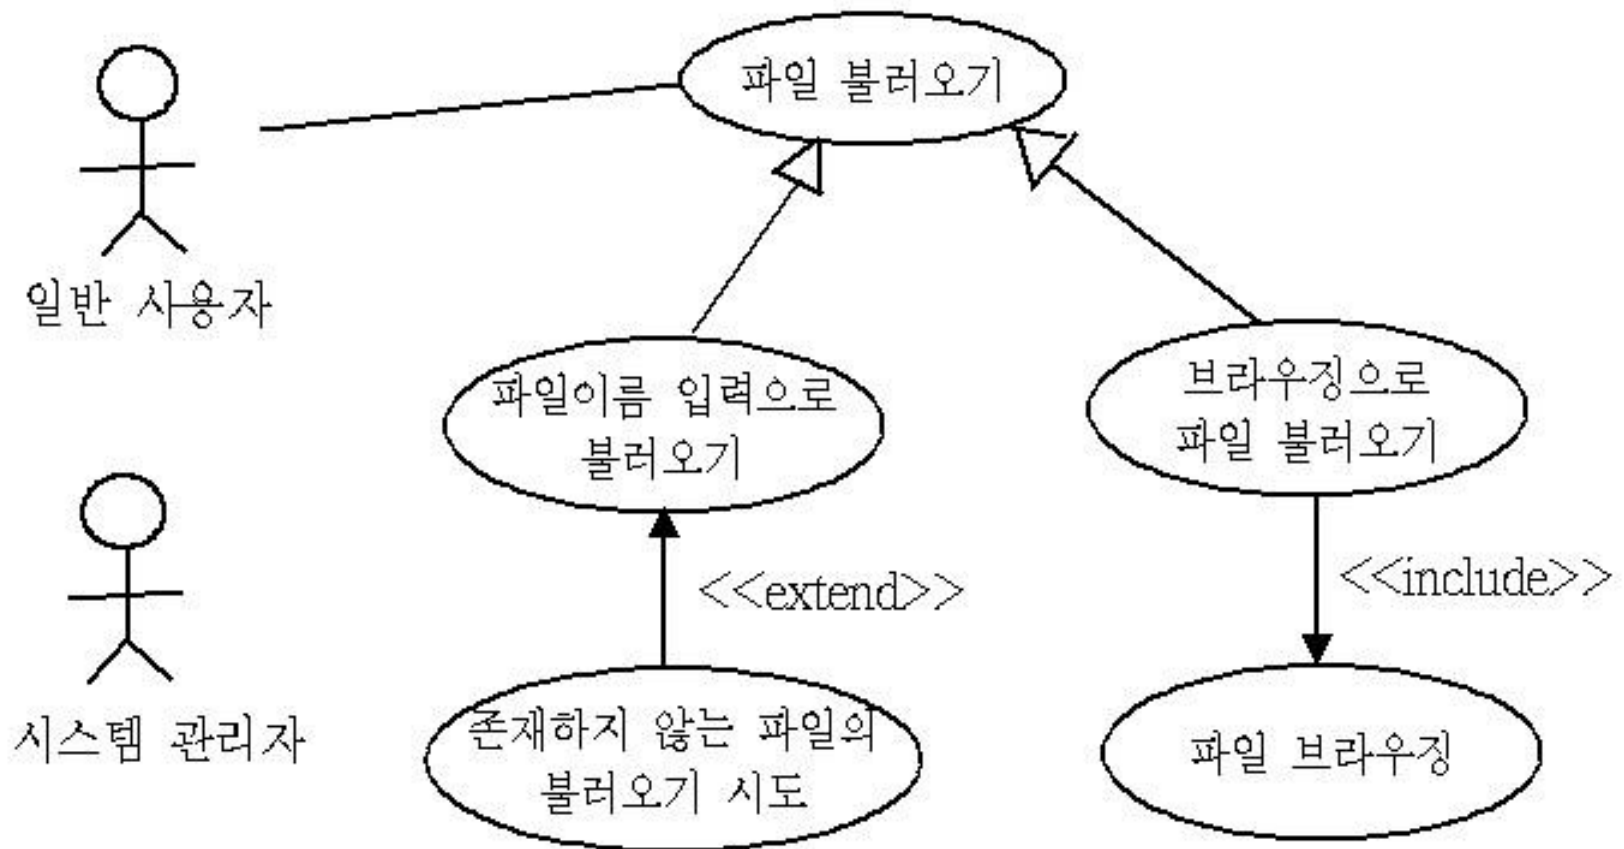 파일 불러오기
일반 사용자
파일이름 입력으로
불러오기
브라우징으로
파일 불러오기
<<extend>>
<<include>>
시스템 관리자
존재하지 않는 파일의
불러오기 시도
파일 브라우징